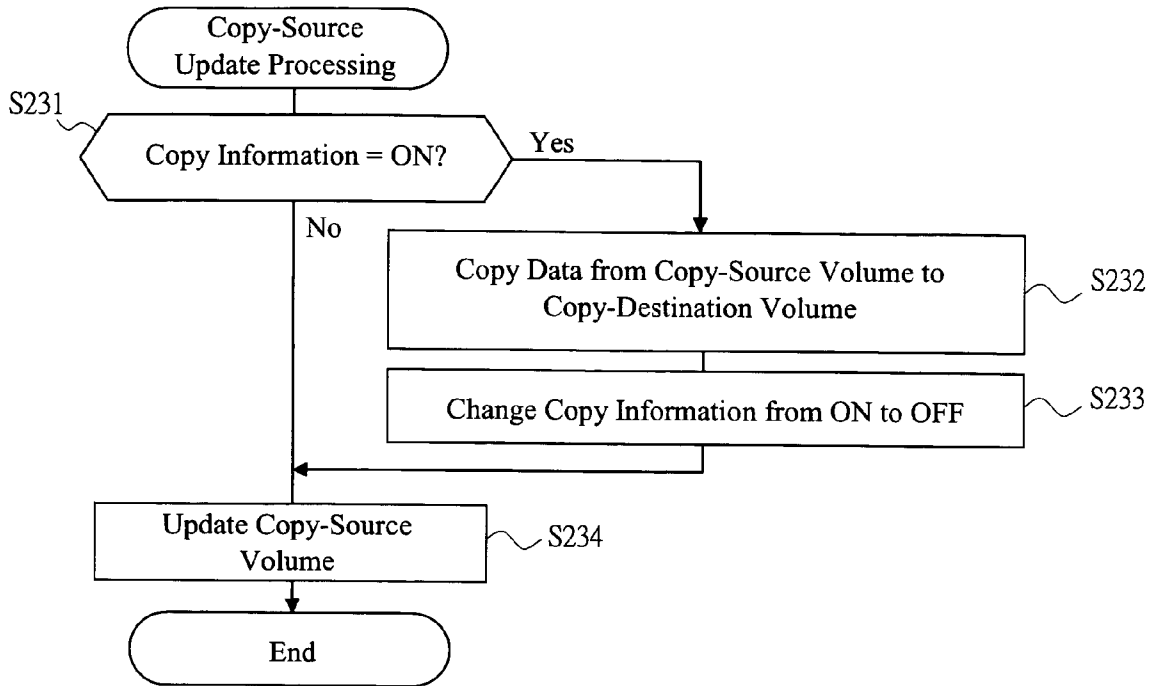 Copy-Source
Update Processing
S231
Copy Information = ON?
Yes
No
Copy Data from Copy-Source Volume to
Copy-Destination Volume
S232
Change Copy Information from ON to OFF
S233
Update Copy-Source
Volume
S234
End